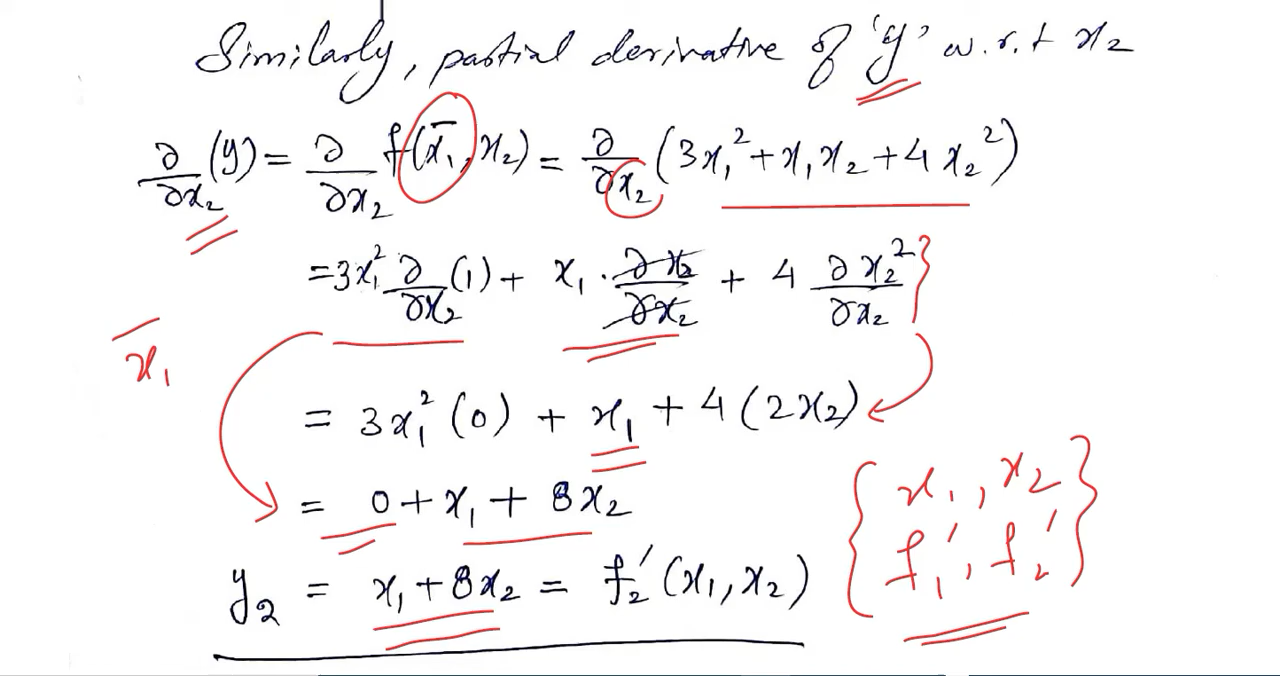 Similarly, partial derivative of 'y' w.r.t x₂
∂/∂x₂ (y) = ∂/∂x₂ f(x̄₁, x₂) = ∂/∂x₂ (3x₁² + x₁x₂ + 4x₂²)
= 3x₁² ∂/∂x₂ (1) + x₁ · ∂x₂/∂x₂ + 4 ∂x₂²/∂x₂ }
x̄₁
= 3x₁² (0) + x₁ + 4 (2x₂)
= 0 + x₁ + 8x₂
y₂ = x₁ + 8x₂ = f₂′ (x₁, x₂)
{ x₁, x₂
f₁′, f₂′ }